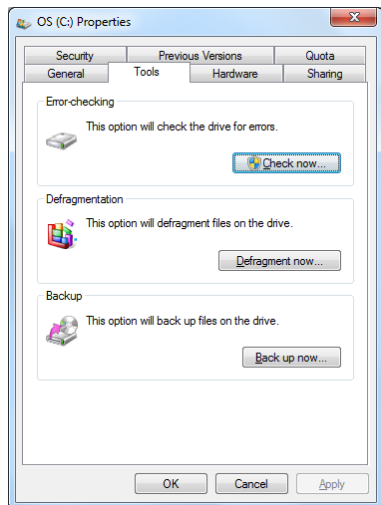 OS (C:) Properties
Security Previous Versions Quota
General Tools Hardware Sharing
Error-checking
This option will check the drive for errors.
Check now...
Defragmentation
This option will defragment files on the drive.
Defragment now...
Backup
This option will back up files on the drive.
Back up now...
OK Cancel Apply